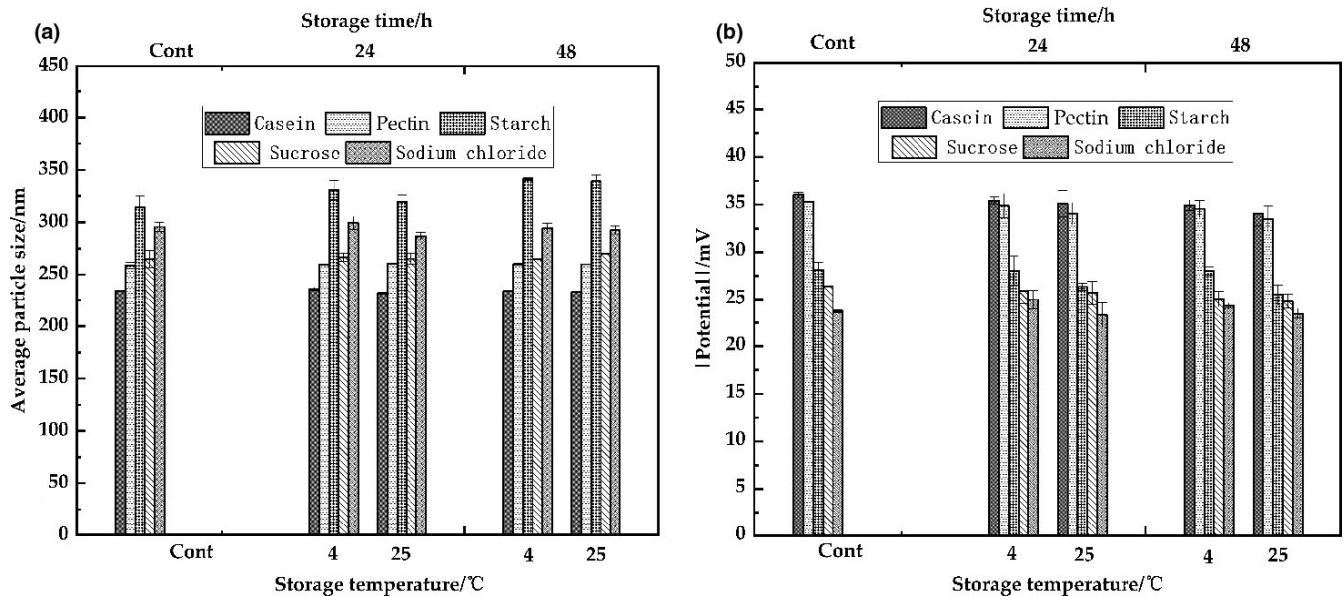 (a)
Storage time/h
Cont 24 48
450
400
350
300
250
200
150
100
50
0
Average particle size/nm
Casein Pectin Starch
Sucrose Sodium chloride
Cont 4 25 4 25
Storage temperature/℃
(b)
Storage time/h
Cont 24 48
50
45
40
35
30
25
20
15
10
5
0
|Potential|/mV
Casein Pectin Starch
Sucrose Sodium chloride
Cont 4 25 4 25
Storage temperature/℃